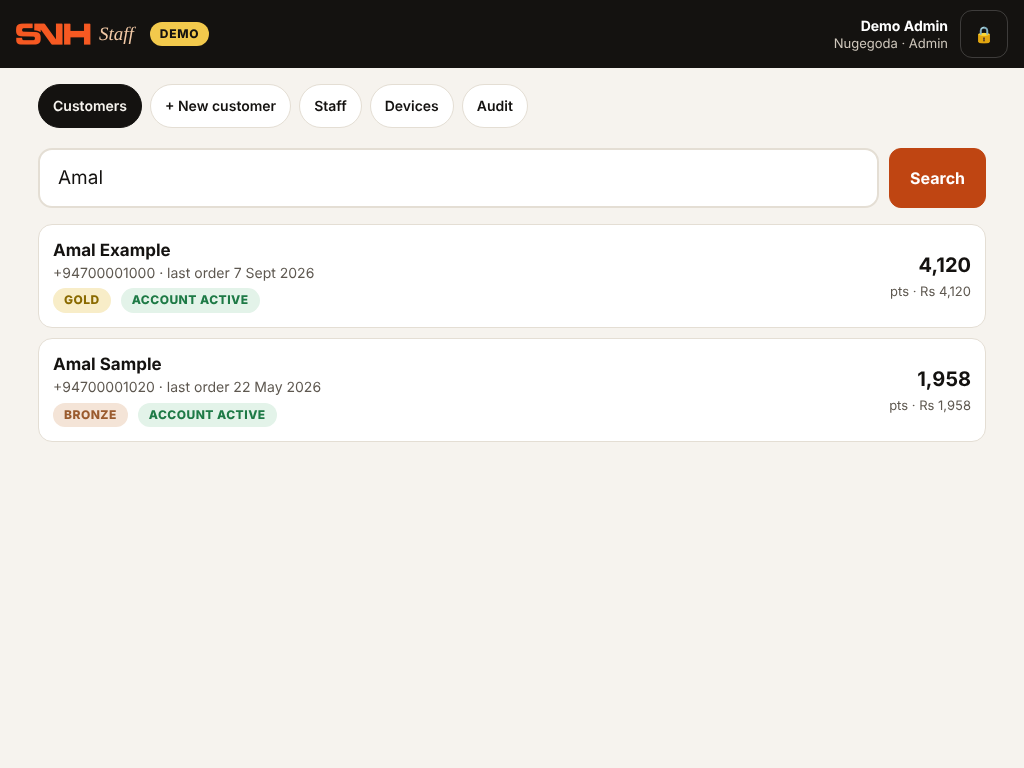 SNH Staff DEMO
Demo Admin
Nugegoda · Admin
Customers + New customer Staff Devices Audit
Amal Search
Amal Example
+94700001000 · last order 7 Sept 2026
GOLD ACCOUNT ACTIVE
4,120
pts · Rs 4,120
Amal Sample
+94700001020 · last order 22 May 2026
BRONZE ACCOUNT ACTIVE
1,958
pts · Rs 1,958